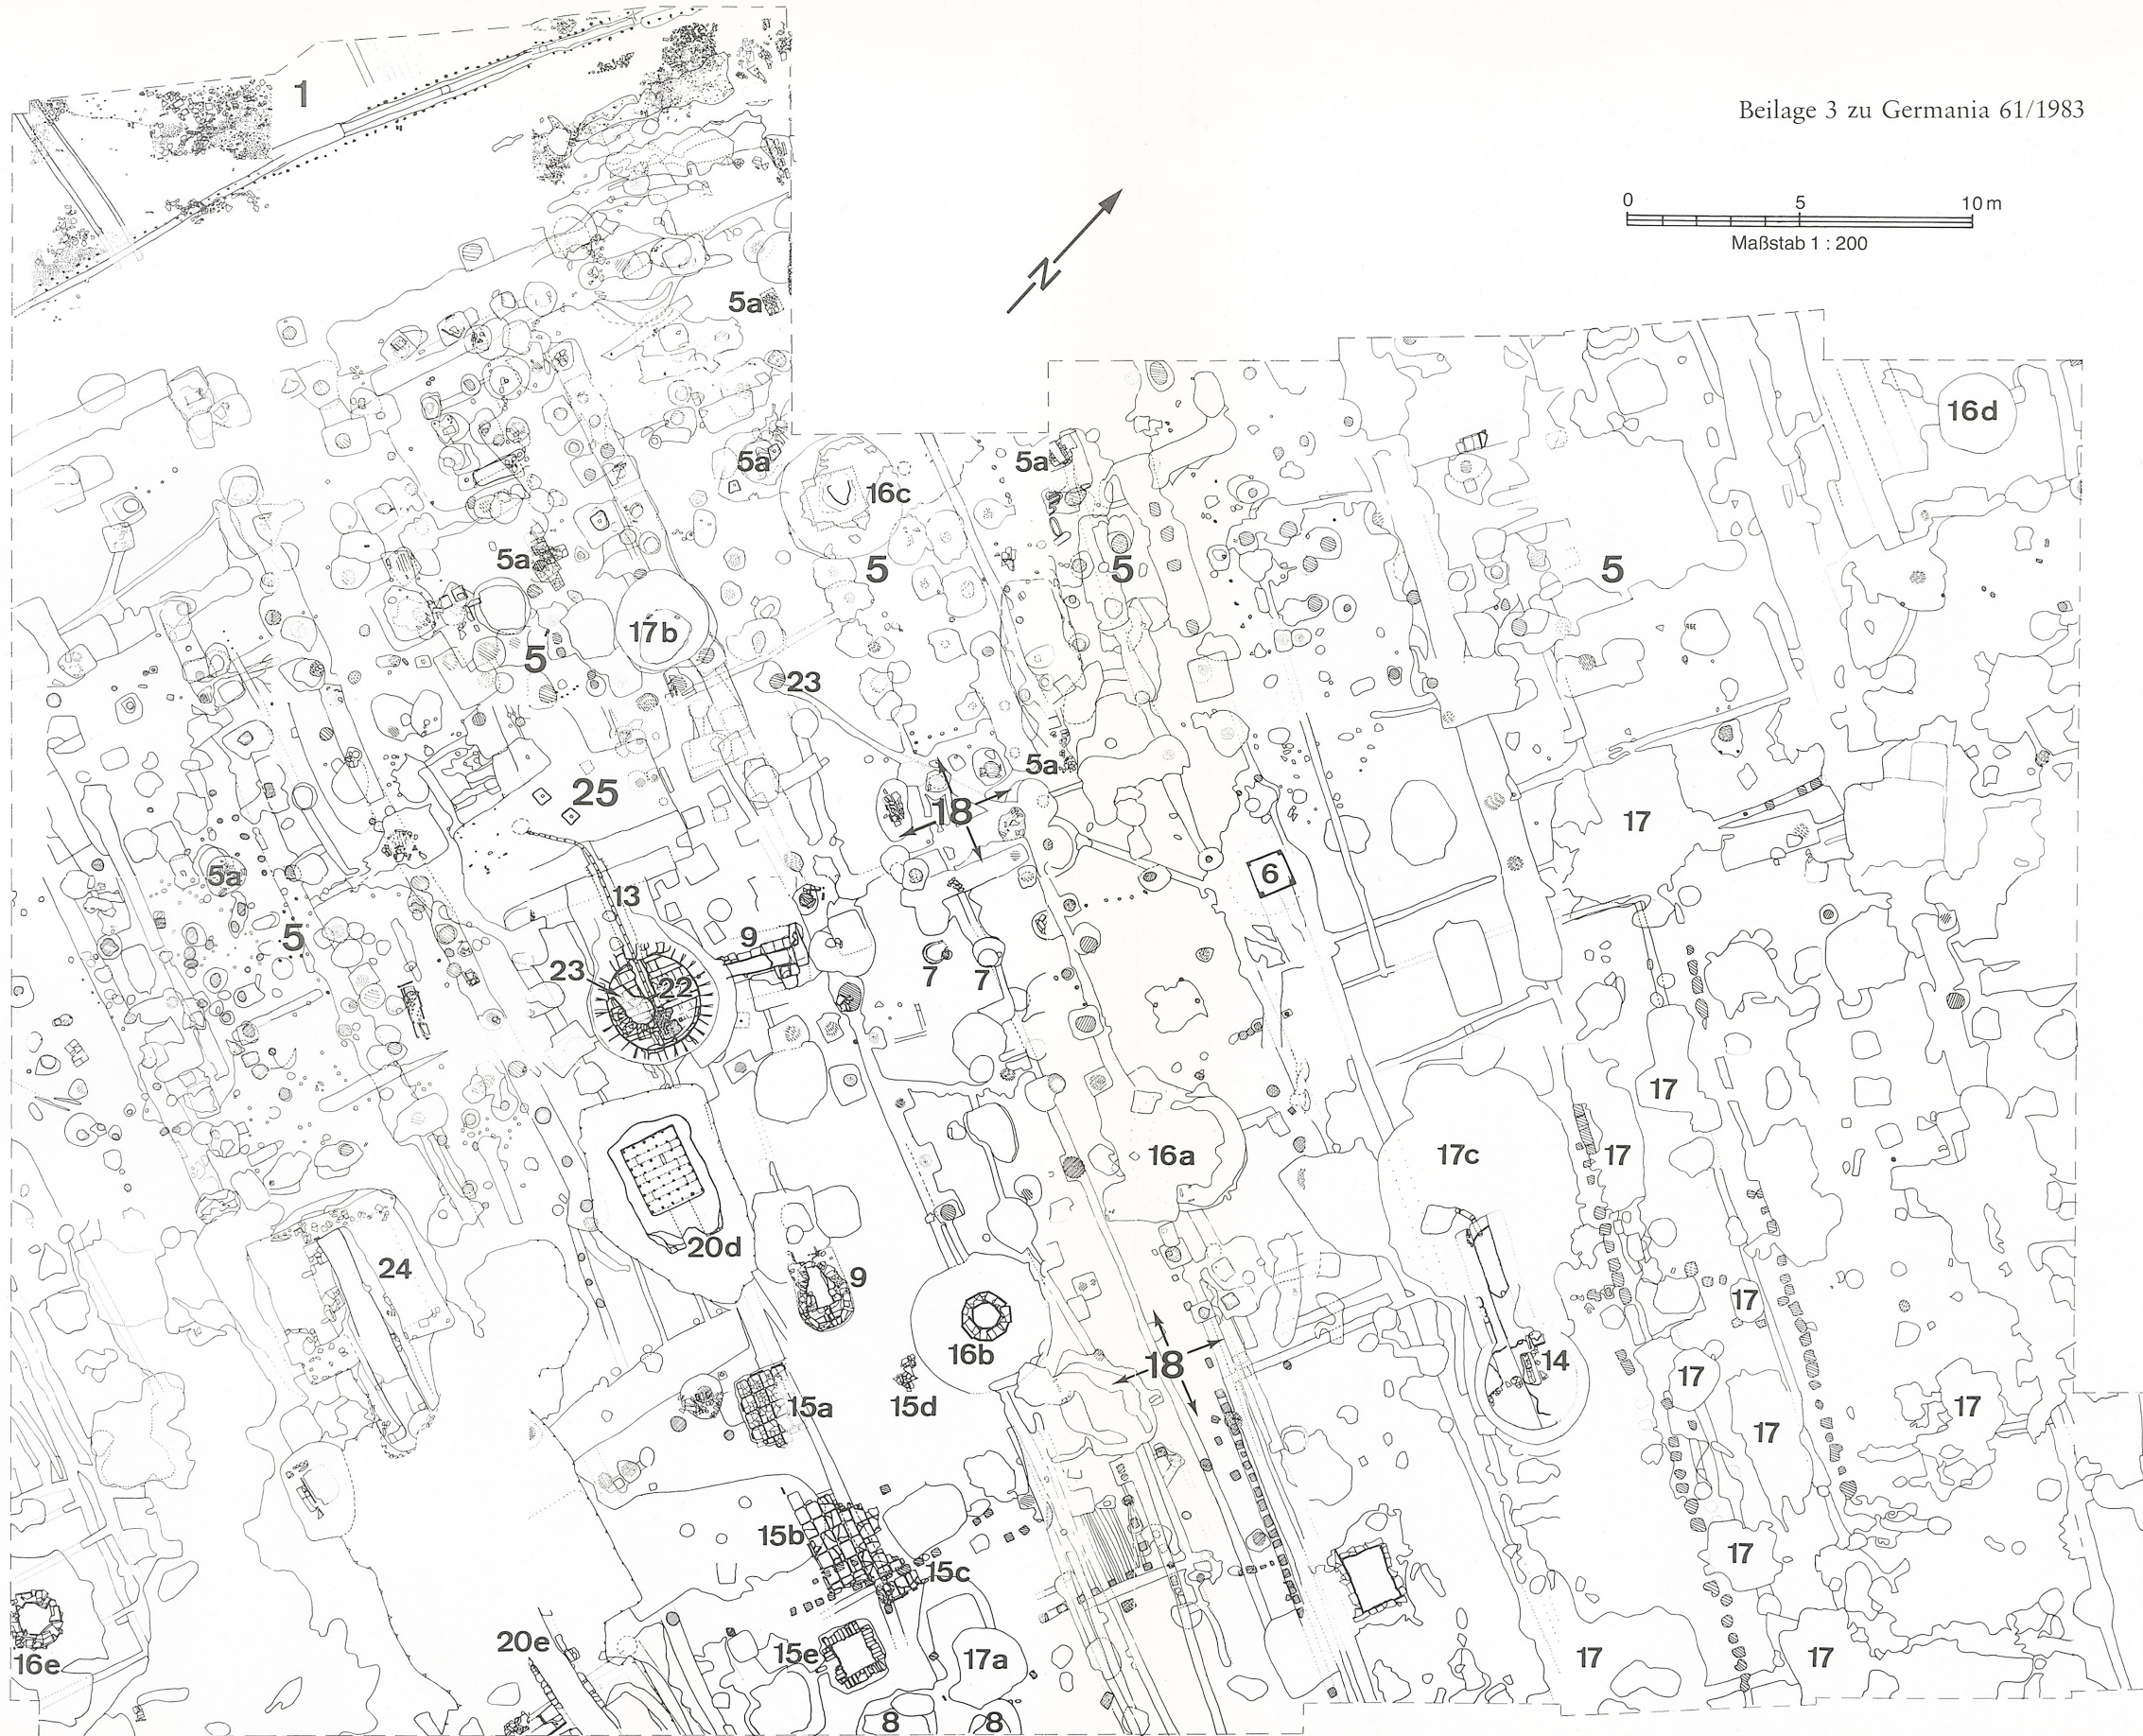 1
Beilage 3 zu Germania 61/1983
0 5 10 m
Maßstab 1 : 200
N
5a
16d
5a
5a
16c
5a
5
5
5
17b
5
23
5a
25
18
17
5a
6
13
5
9
23
22
7
7
17
16a
17c
17
20d
24
9
17
16b
18
14
17
15a
15d
17
17
15b
17
15c
20e
15e
17a
16e
17
17
8
8